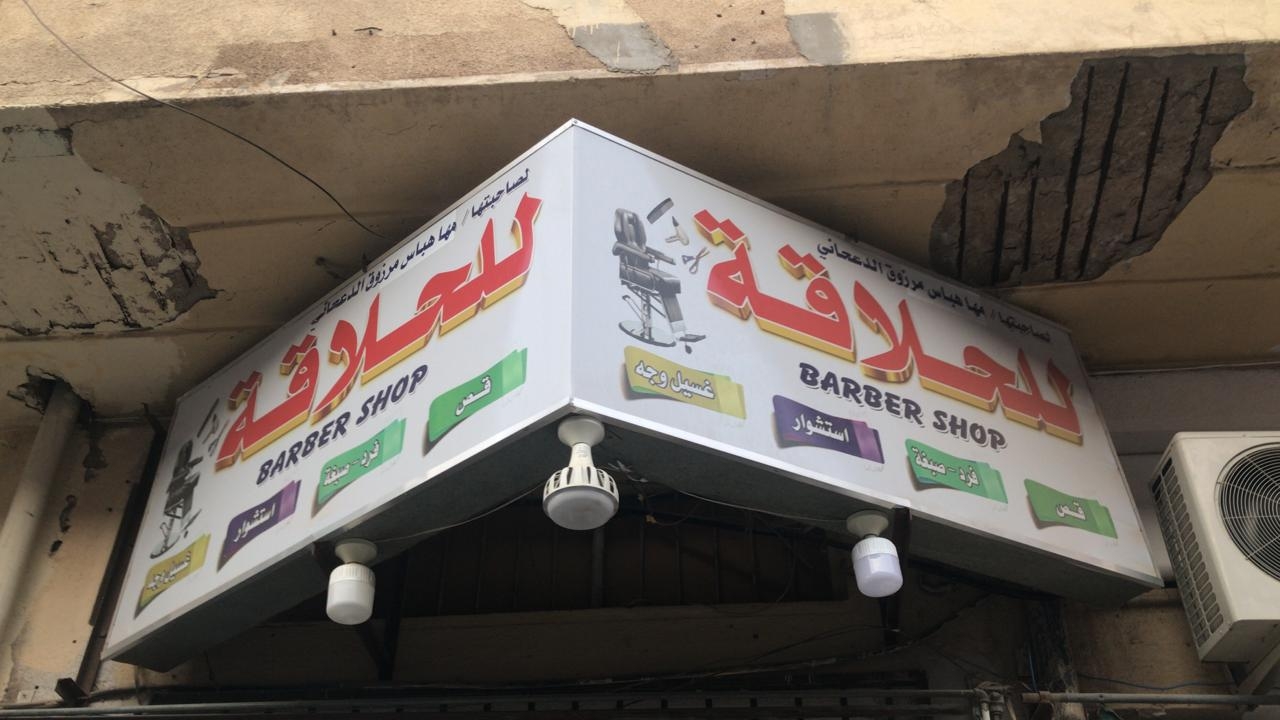 لصاحبتها / مها هباس مرزوق الدعجاني
للحلاقة
BARBER SHOP
قص
فرد - صبغة
استشوار
غسيل وجه
لصاحبتها / مها هباس مرزوق الدعجاني
للحلاقة
BARBER SHOP
قص
فرد - صبغة
استشوار
غسيل وجه